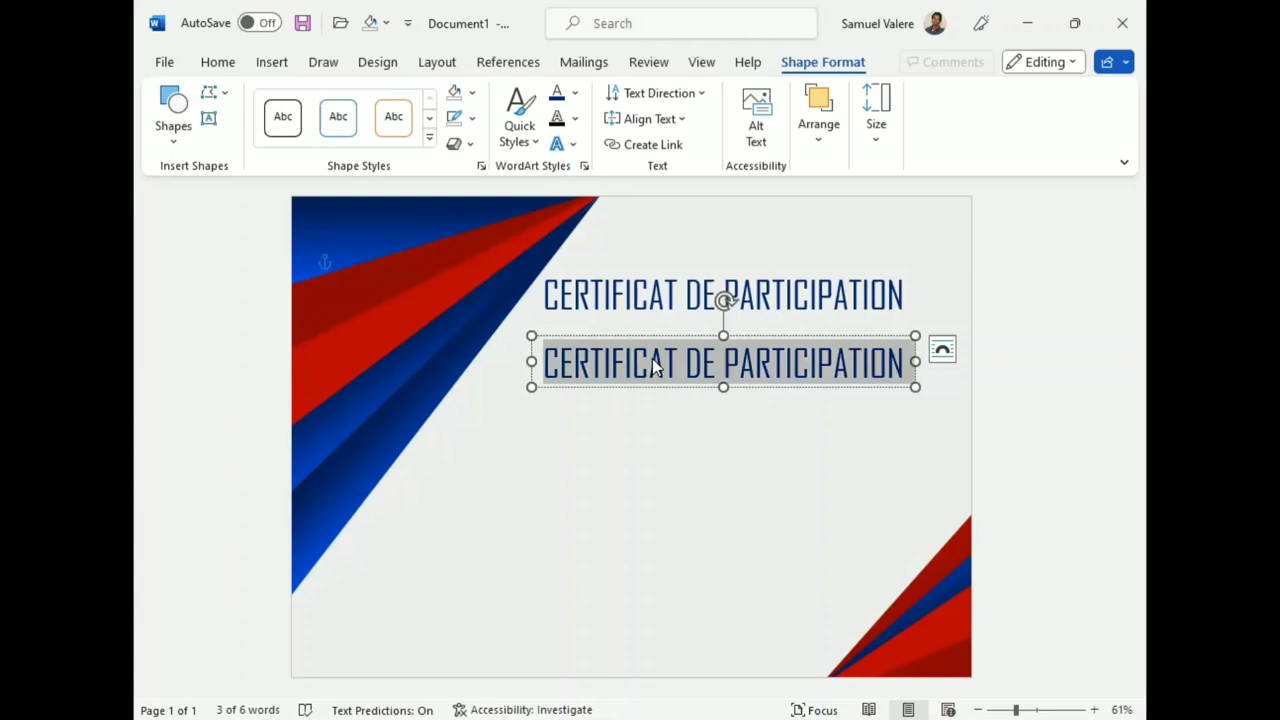 AutoSave Off Document1 -... Search Samuel Valere
File Home Insert Draw Design Layout References Mailings Review View Help Shape Format Comments Editing
Shapes
Insert Shapes
Abc Abc Abc
Shape Styles
Quick
Styles
A A A
WordArt Styles
Text Direction
Align Text
Create Link
Text
Alt
Text
Accessibility
Arrange
Size
CERTIFICAT DE PARTICIPATION
CERTIFICAT DE PARTICIPATION
Page 1 of 1 3 of 6 words Text Predictions: On Accessibility: Investigate Focus 61%